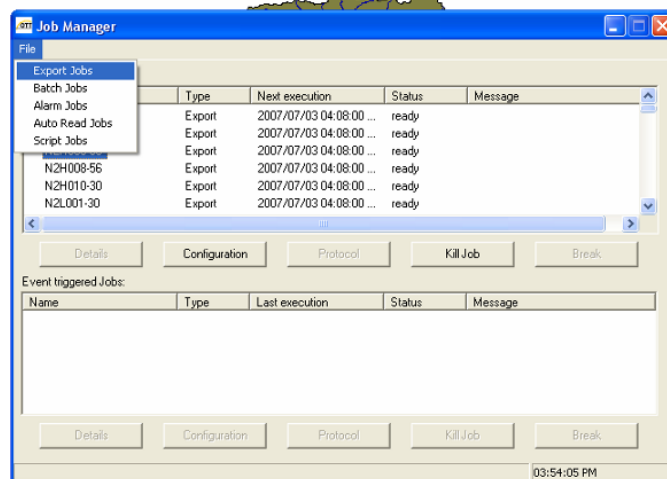 OTT Job Manager
File
Export Jobs
Batch Jobs
Alarm Jobs
Auto Read Jobs
Script Jobs
Type Next execution Status Message
Export 2007/07/03 04:08:00 ... ready
Export 2007/07/03 04:08:00 ... ready
Export 2007/07/03 04:08:00 ... ready
N2H008-56 Export 2007/07/03 04:08:00 ... ready
N2H010-30 Export 2007/07/03 04:08:00 ... ready
N2L001-30 Export 2007/07/03 04:08:00 ... ready
Details Configuration Protocol Kill Job Break
Event triggered Jobs:
Name Type Last execution Status Message
Details Configuration Protocol Kill Job Break
03:54:05 PM